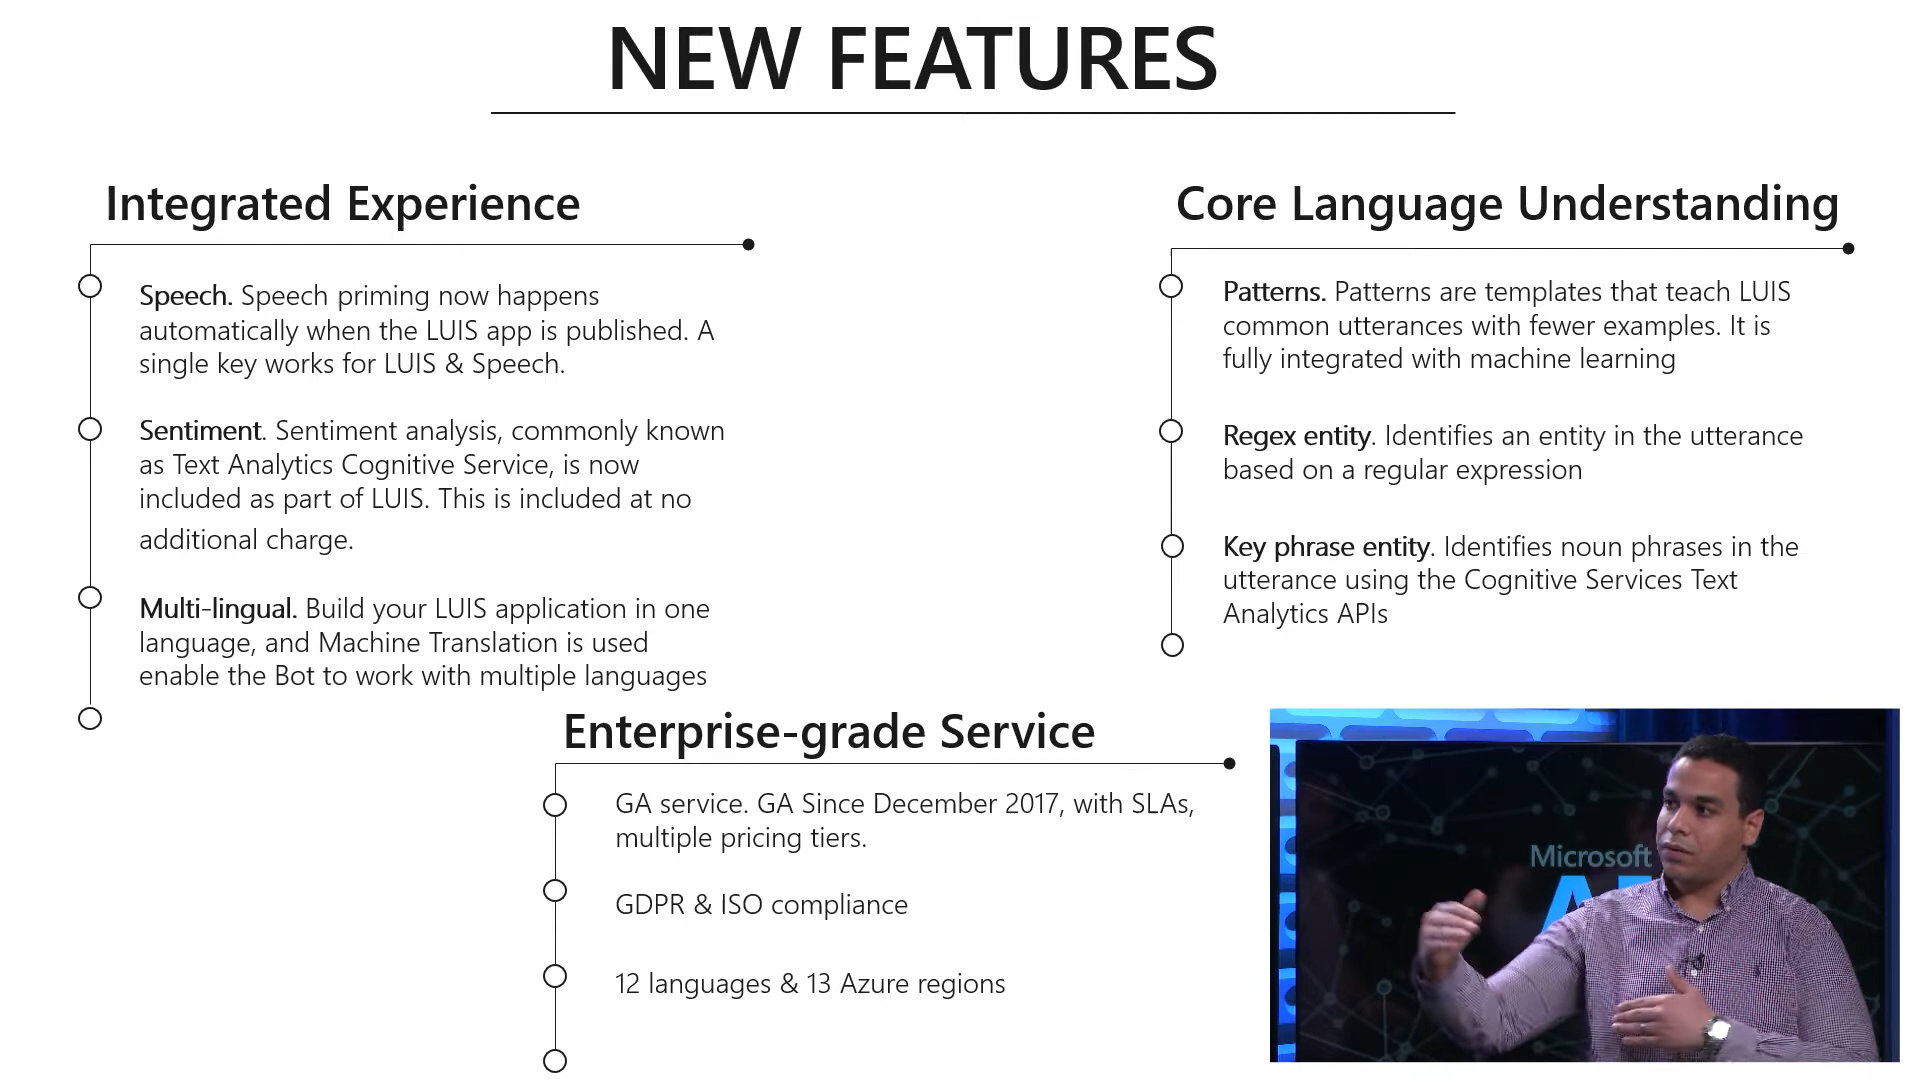 NEW FEATURES
Integrated Experience
Speech. Speech priming now happens
automatically when the LUIS app is published. A
single key works for LUIS & Speech.
Sentiment. Sentiment analysis, commonly known
as Text Analytics Cognitive Service, is now
included as part of LUIS. This is included at no
additional charge.
Multi-lingual. Build your LUIS application in one
language, and Machine Translation is used
enable the Bot to work with multiple languages
Core Language Understanding
Patterns. Patterns are templates that teach LUIS
common utterances with fewer examples. It is
fully integrated with machine learning
Regex entity. Identifies an entity in the utterance
based on a regular expression
Key phrase entity. Identifies noun phrases in the
utterance using the Cognitive Services Text
Analytics APIs
Enterprise-grade Service
GA service. GA Since December 2017, with SLAs,
multiple pricing tiers.
GDPR & ISO compliance
12 languages & 13 Azure regions
Microsoft